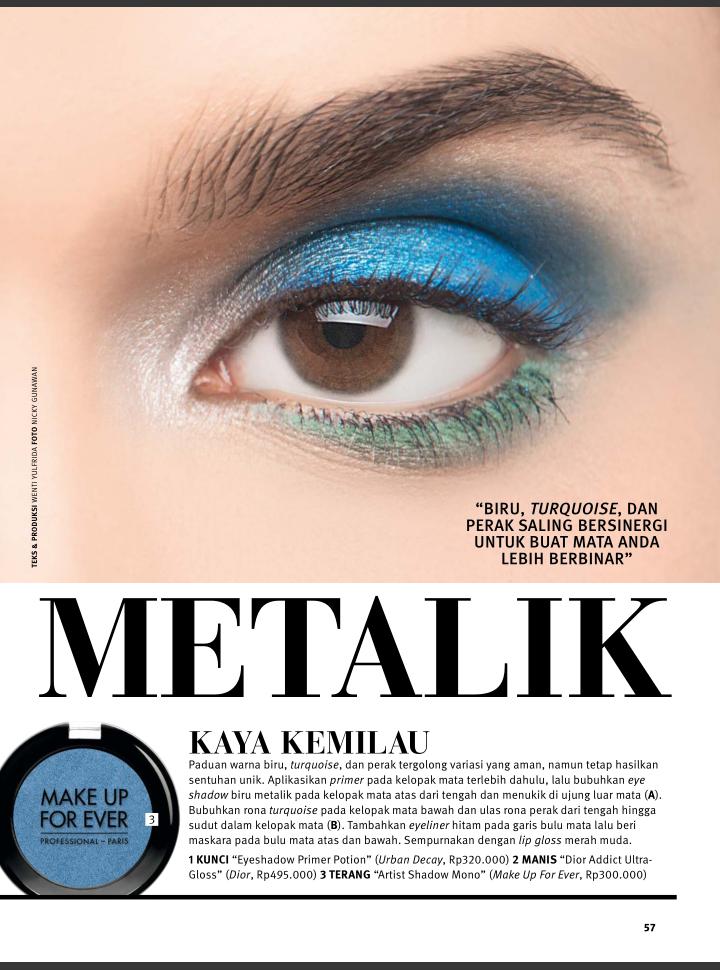 TEKS & PRODUKSI WENTI YULFRIDA FOTO NICKY GUNAWAN
“BIRU, TURQUOISE, DAN
PERAK SALING BERSINERGI
UNTUK BUAT MATA ANDA
LEBIH BERBINAR”
METALIK
MAKE UP
FOR EVER
PROFESSIONAL – PARIS
3
KAYA KEMILAU
Paduan warna biru, turquoise, dan perak tergolong variasi yang aman, namun tetap hasilkan
sentuhan unik. Aplikasikan primer pada kelopak mata terlebih dahulu, lalu bubuhkan eye
shadow biru metalik pada kelopak mata atas dari tengah dan menukik di ujung luar mata (A).
Bubuhkan rona turquoise pada kelopak mata bawah dan ulas rona perak dari tengah hingga
sudut dalam kelopak mata (B). Tambahkan eyeliner hitam pada garis bulu mata lalu beri
maskara pada bulu mata atas dan bawah. Sempurnakan dengan lip gloss merah muda.
1 KUNCI “Eyeshadow Primer Potion” (Urban Decay, Rp320.000) 2 MANIS “Dior Addict Ultra-
Gloss” (Dior, Rp495.000) 3 TERANG “Artist Shadow Mono” (Make Up For Ever, Rp300.000)
57